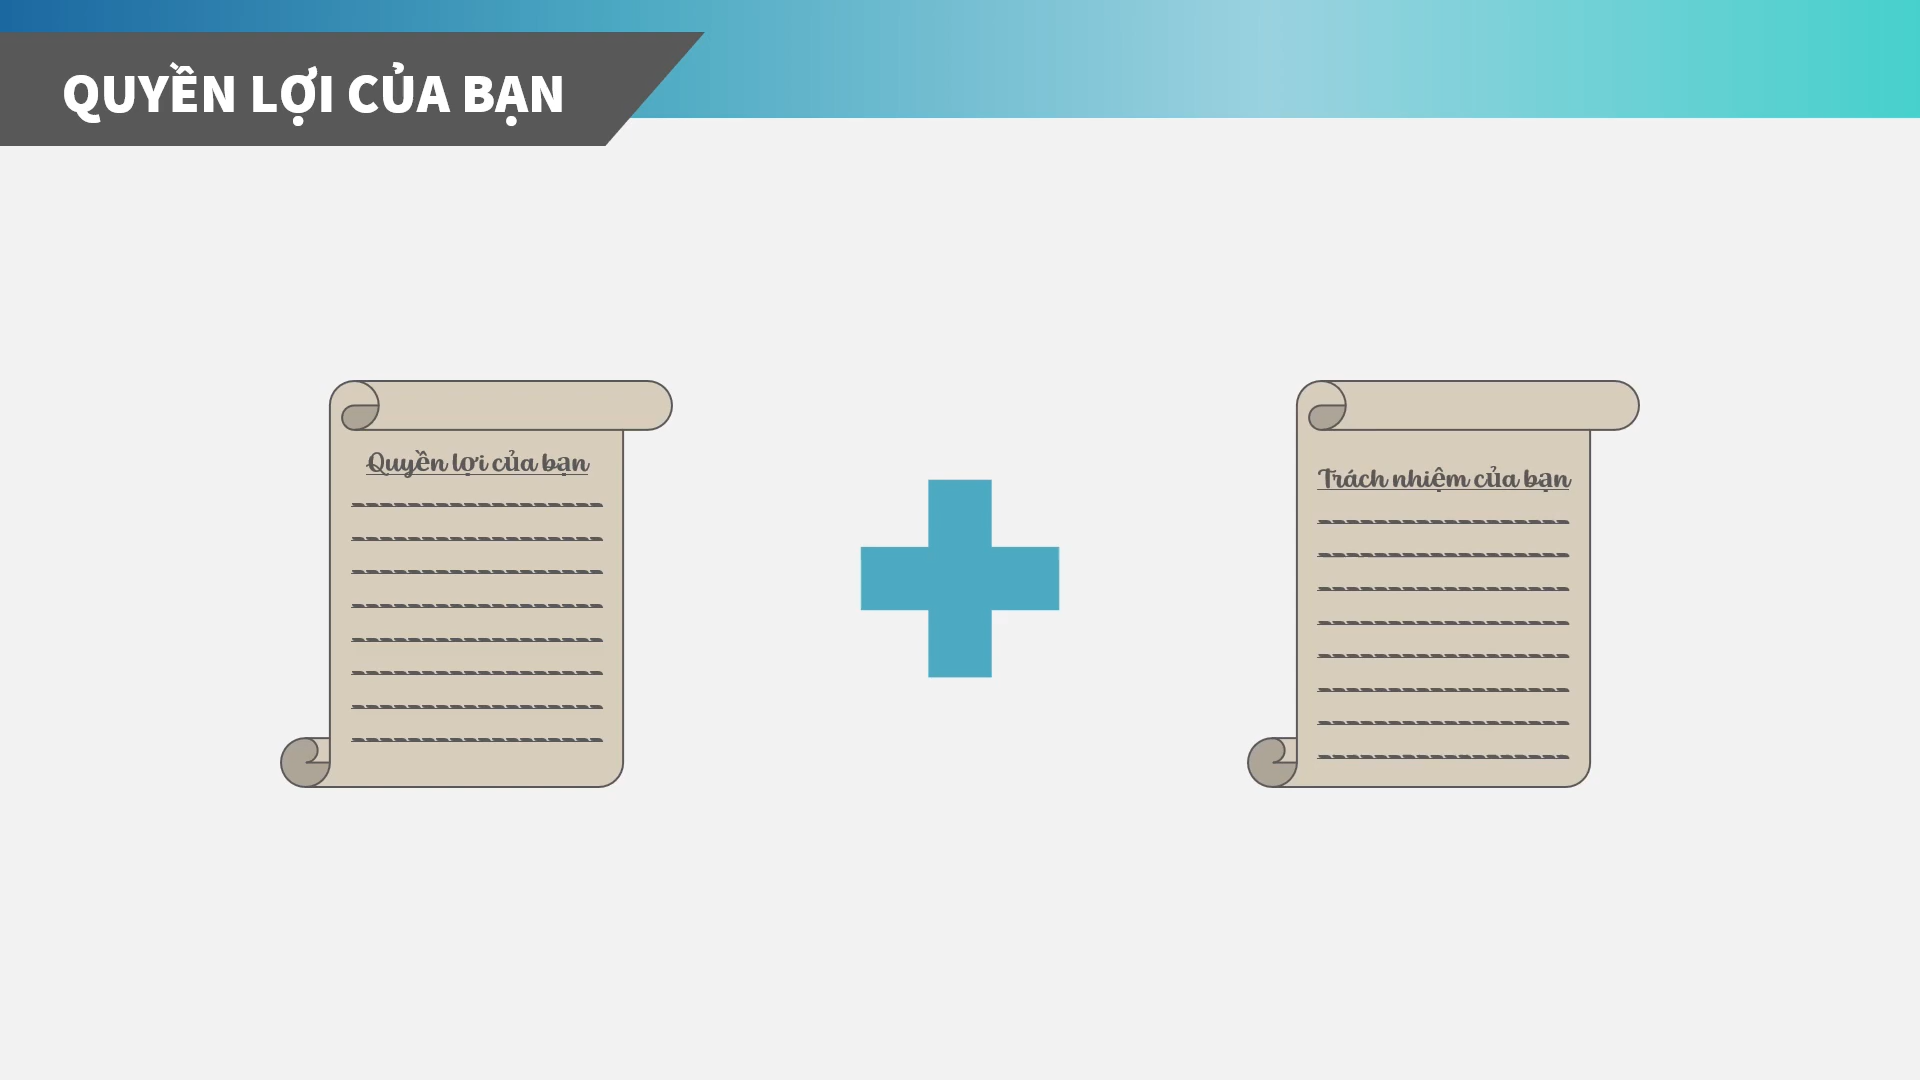 QUYỀN LỢI CỦA BẠN
Quyền lợi của bạn
Trách nhiệm của bạn